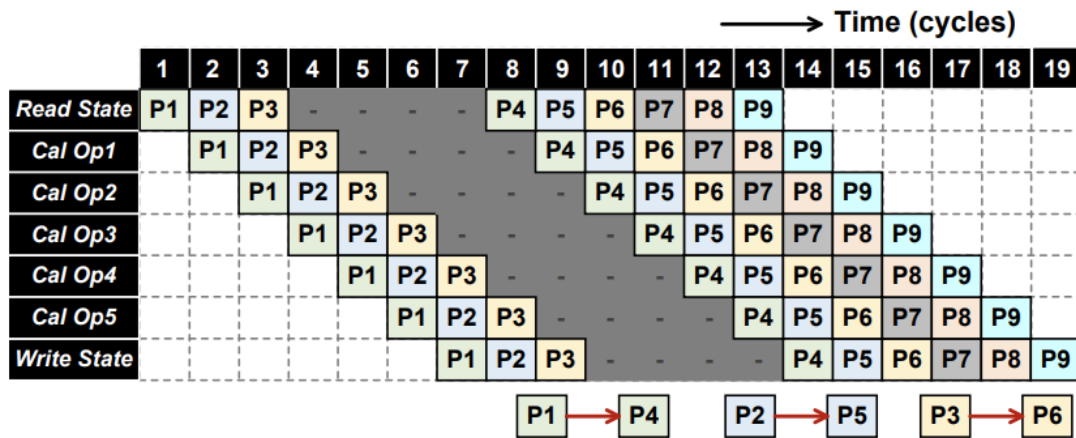 Time (cycles)
1 2 3 4 5 6 7 8 9 10 11 12 13 14 15 16 17 18 19
Read State P1 P2 P3 - - - - P4 P5 P6 P7 P8 P9
Cal Op1 P1 P2 P3 - - - - P4 P5 P6 P7 P8 P9
Cal Op2 P1 P2 P3 - - - - P4 P5 P6 P7 P8 P9
Cal Op3 P1 P2 P3 - - - - P4 P5 P6 P7 P8 P9
Cal Op4 P1 P2 P3 - - - - P4 P5 P6 P7 P8 P9
Cal Op5 P1 P2 P3 - - - - P4 P5 P6 P7 P8 P9
Write State P1 P2 P3 - - - - P4 P5 P6 P7 P8 P9
P1 P4 P2 P5 P3 P6